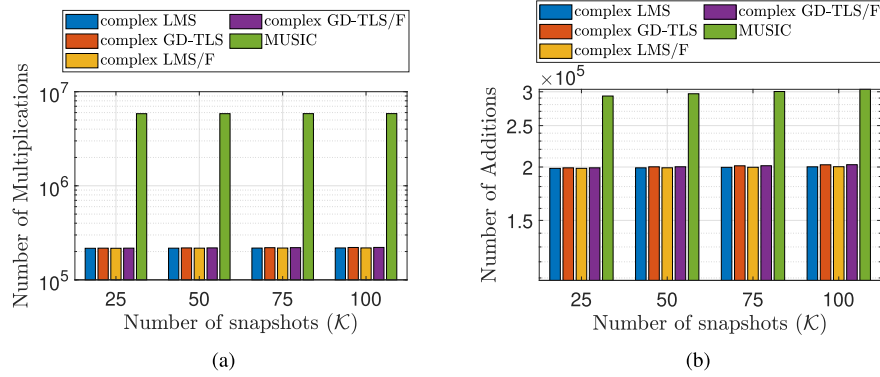 complex LMS
complex GD-TLS
complex LMS/F
complex GD-TLS/F
MUSIC
Number of Multiplications
10^7
10^6
10^5
25 50 75 100
Number of snapshots (𝒦)
(a)
complex LMS
complex GD-TLS
complex LMS/F
complex GD-TLS/F
MUSIC
×10^5
Number of Additions
3
2.5
2
1.5
25 50 75 100
Number of snapshots (𝒦)
(b)